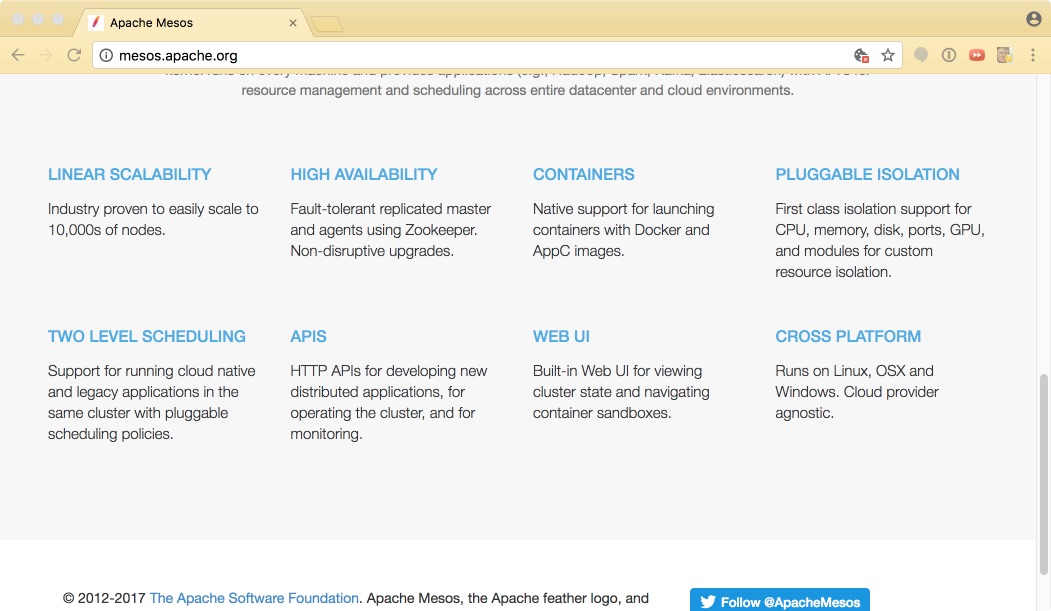 Apache Mesos
mesos.apache.org
resource management and scheduling across entire datacenter and cloud environments.
LINEAR SCALABILITY
Industry proven to easily scale to
10,000s of nodes.
HIGH AVAILABILITY
Fault-tolerant replicated master
and agents using Zookeeper.
Non-disruptive upgrades.
CONTAINERS
Native support for launching
containers with Docker and
AppC images.
PLUGGABLE ISOLATION
First class isolation support for
CPU, memory, disk, ports, GPU,
and modules for custom
resource isolation.
TWO LEVEL SCHEDULING
Support for running cloud native
and legacy applications in the
same cluster with pluggable
scheduling policies.
APIS
HTTP APIs for developing new
distributed applications, for
operating the cluster, and for
monitoring.
WEB UI
Built-in Web UI for viewing
cluster state and navigating
container sandboxes.
CROSS PLATFORM
Runs on Linux, OSX and
Windows. Cloud provider
agnostic.
© 2012-2017 The Apache Software Foundation. Apache Mesos, the Apache feather logo, and
Follow @ApacheMesos